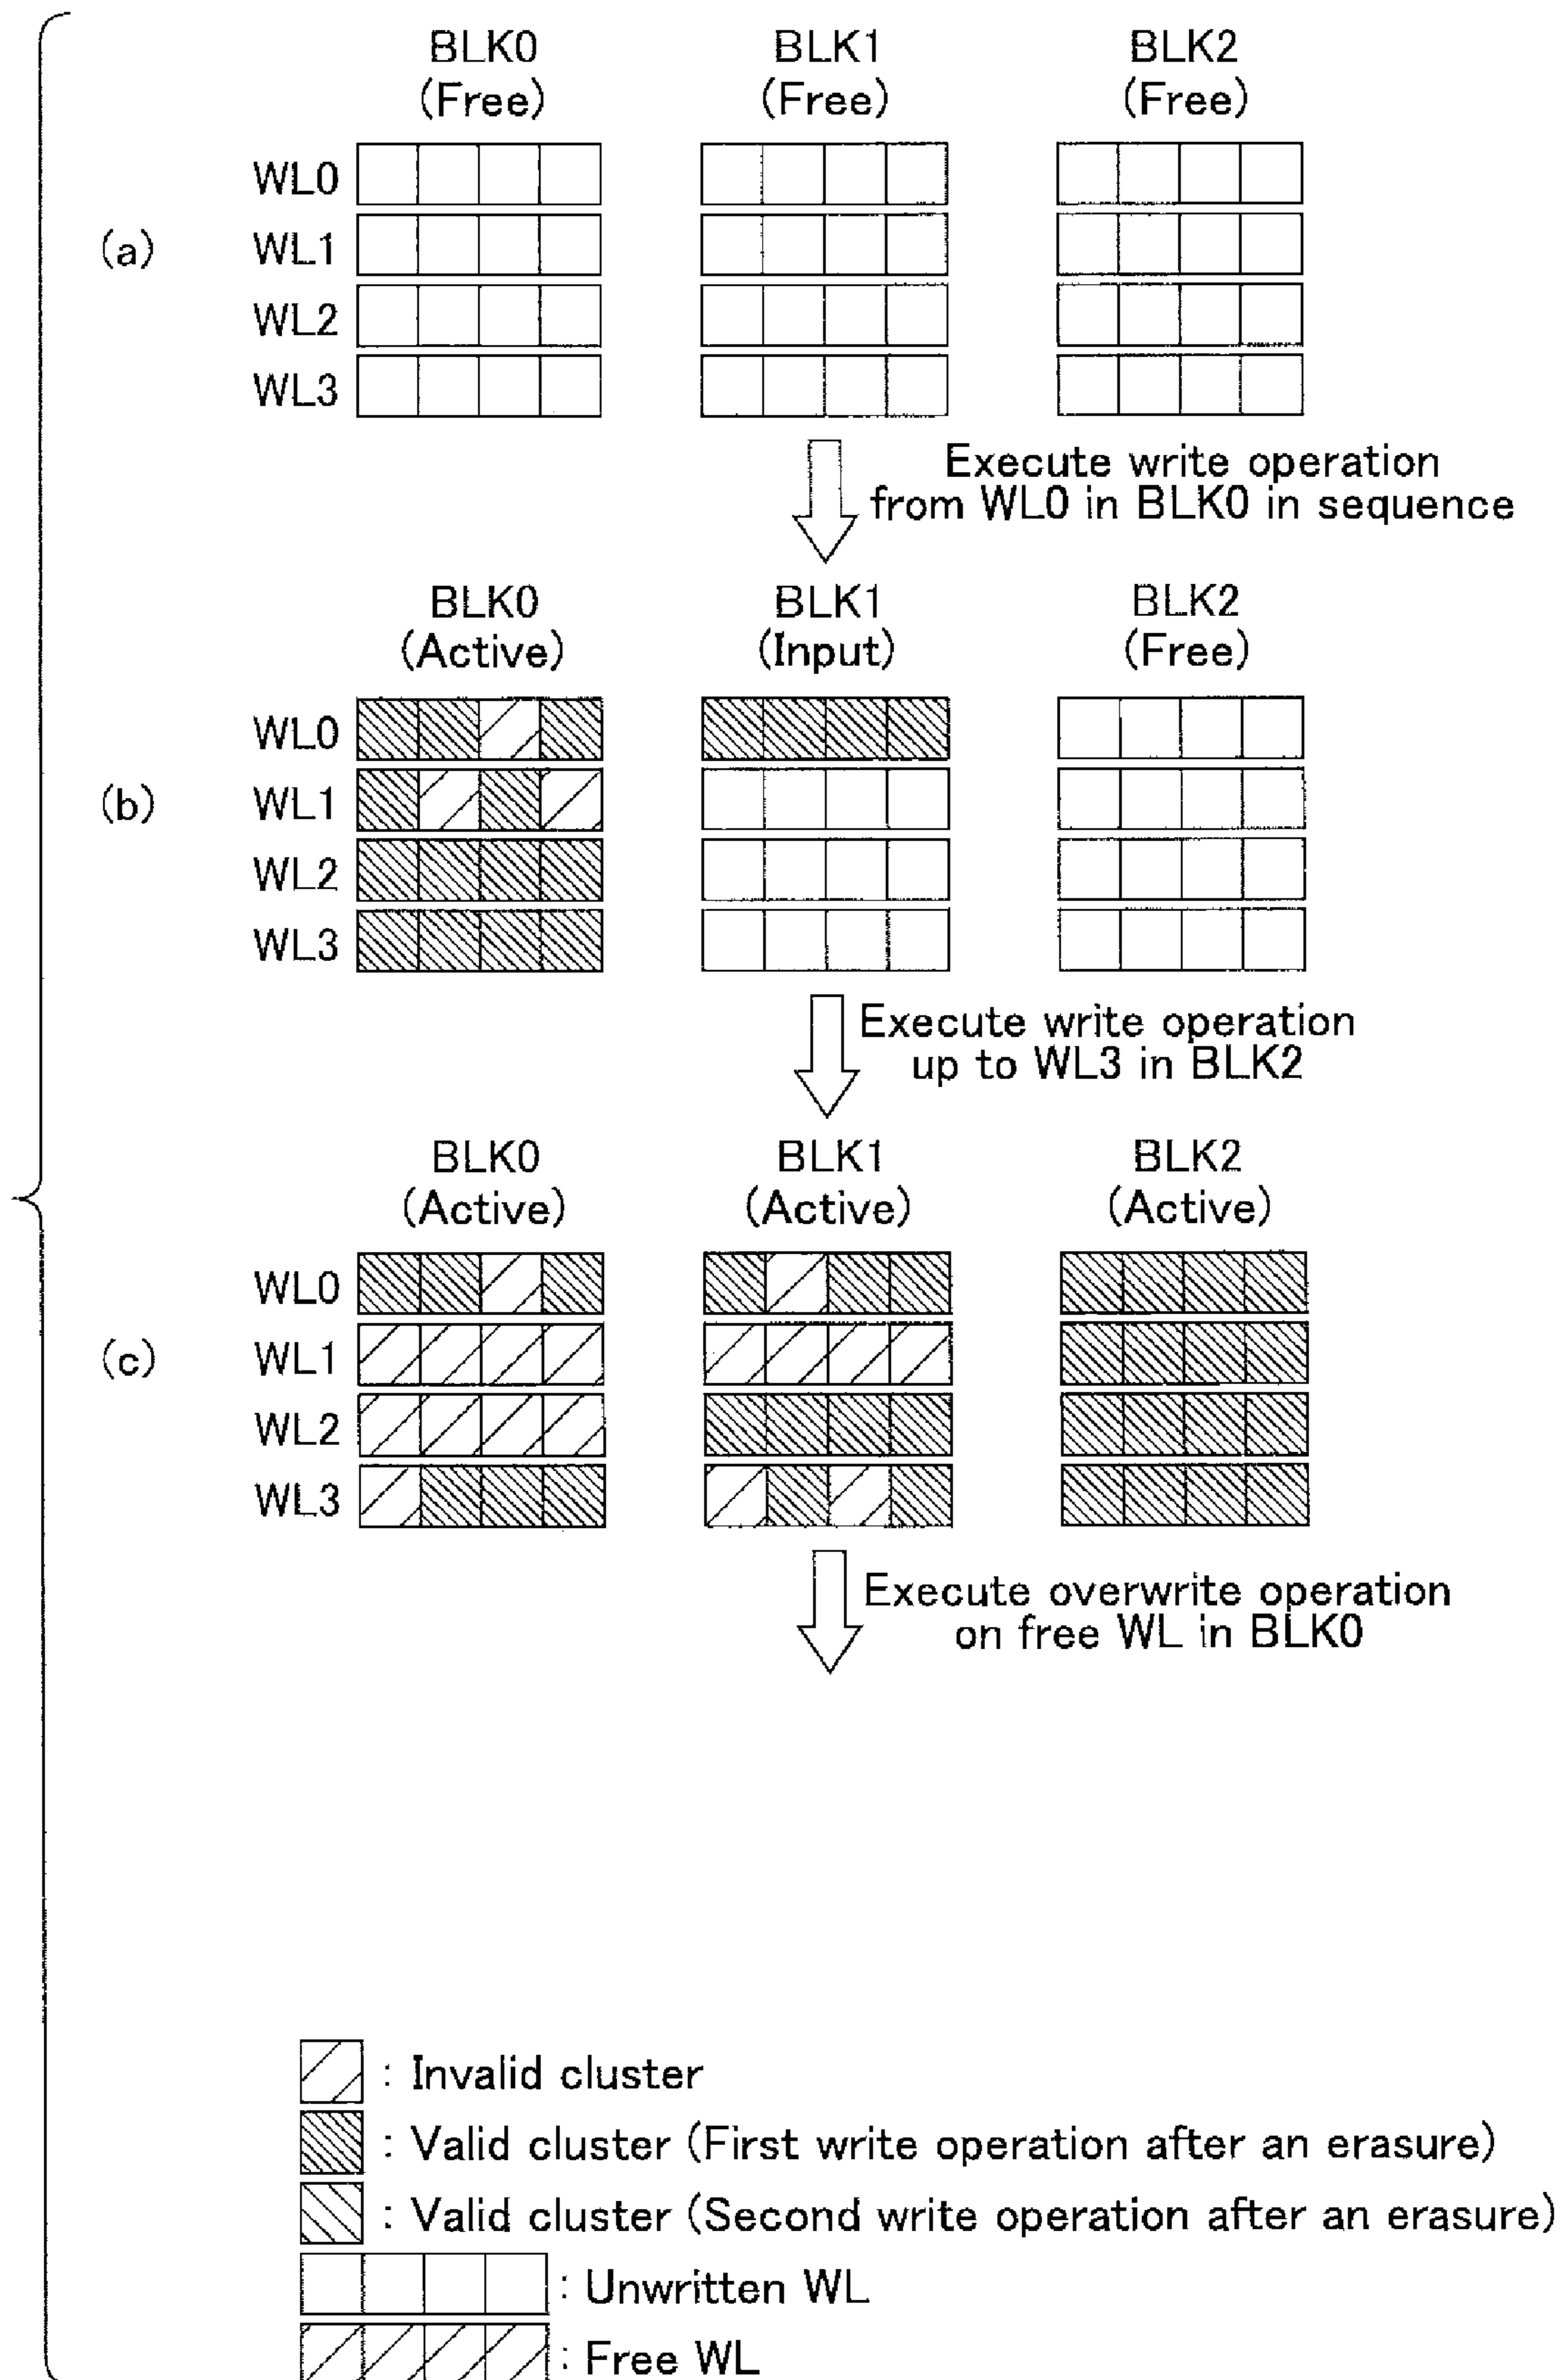 BLK0 BLK1 BLK2
(Free) (Free) (Free)
WL0
(a) WL1
WL2
WL3
Execute write operation
from WL0 in BLK0 in sequence
BLK0 BLK1 BLK2
(Active) (Input) (Free)
WL0
(b) WL1
WL2
WL3
Execute write operation
up to WL3 in BLK2
BLK0 BLK1 BLK2
(Active) (Active) (Active)
WL0
(c) WL1
WL2
WL3
Execute overwrite operation
on free WL in BLK0
: Invalid cluster
: Valid cluster (First write operation after an erasure)
: Valid cluster (Second write operation after an erasure)
: Unwritten WL
: Free WL